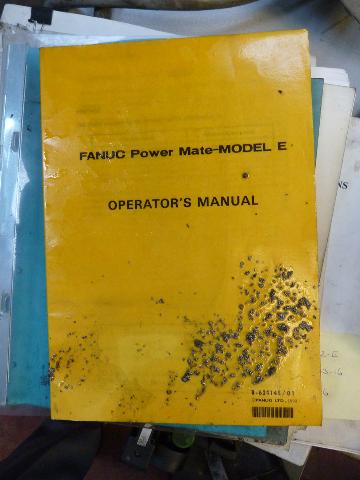 FANUC Power Mate-MODEL E
OPERATOR'S MANUAL
FANUC LTD,